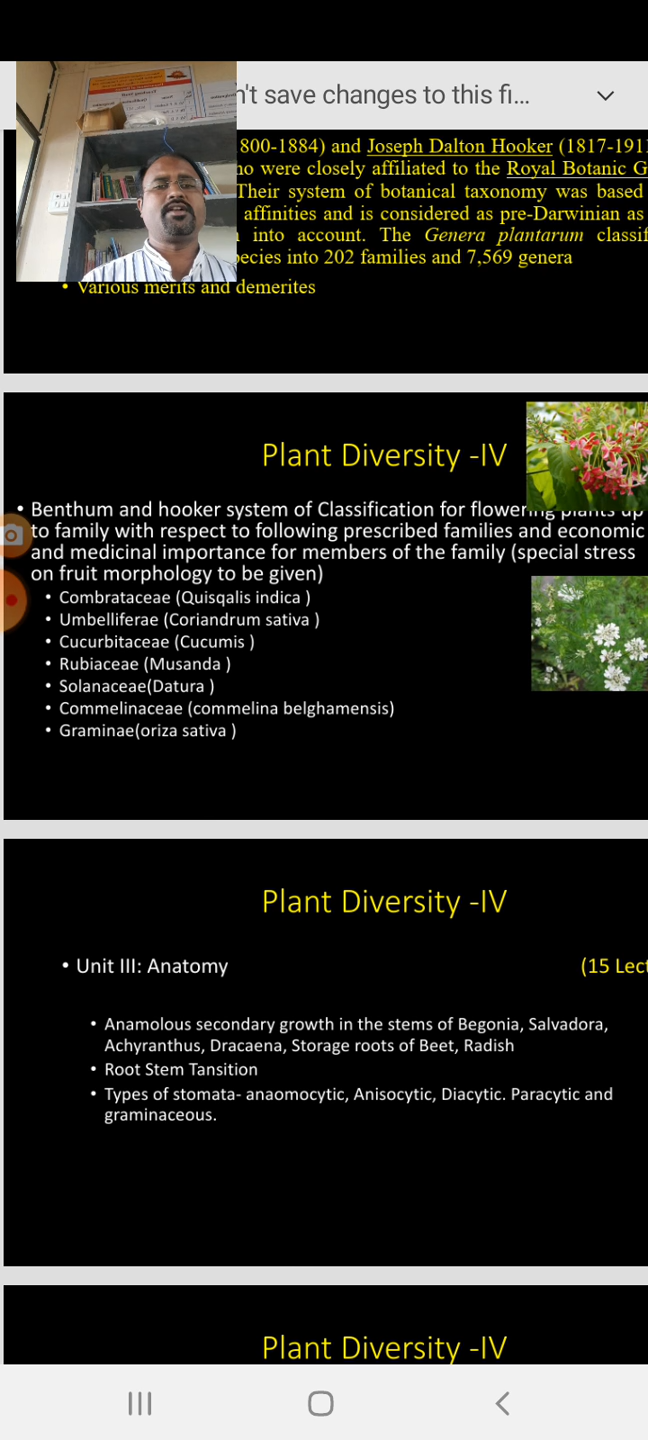 n't save changes to this fi...
800-1884) and Joseph Dalton Hooker (1817-191
no were closely affiliated to the Royal Botanic G
Their system of botanical taxonomy was based
affinities and is considered as pre-Darwinian as
into account. The Genera plantarum classif
pecies into 202 families and 7,569 genera
• Various merits and demerites
Plant Diversity -IV
• Benthum and hooker system of Classification for flowering plants up
to family with respect to following prescribed families and economic
and medicinal importance for members of the family (special stress
on fruit morphology to be given)
• Combrataceae (Quisqalis indica )
• Umbelliferae (Coriandrum sativa )
• Cucurbitaceae (Cucumis )
• Rubiaceae (Musanda )
• Solanaceae(Datura )
• Commelinaceae (commelina belghamensis)
• Graminae(oriza sativa )
Plant Diversity -IV
• Unit III: Anatomy (15 Lect
• Anamolous secondary growth in the stems of Begonia, Salvadora,
Achyranthus, Dracaena, Storage roots of Beet, Radish
• Root Stem Tansition
• Types of stomata- anaomocytic, Anisocytic, Diacytic. Paracytic and
graminaceous.
Plant Diversity -IV